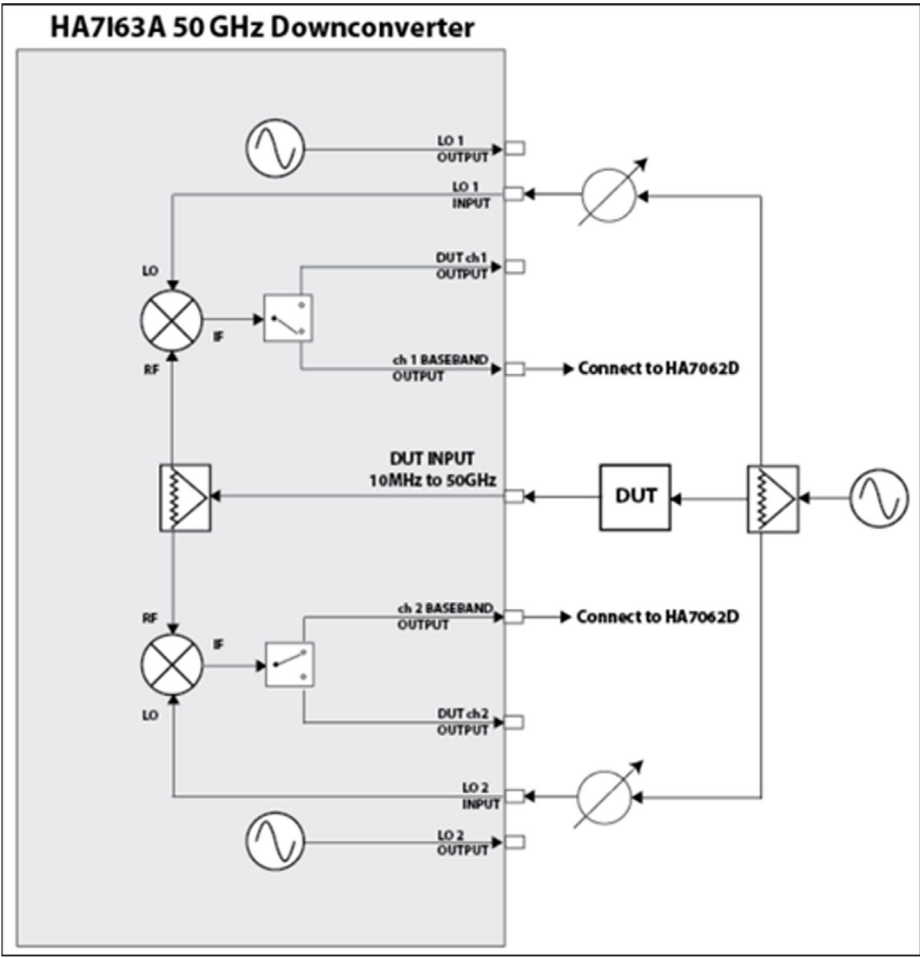 HA7163A 50 GHz Downconverter
LO 1
OUTPUT
LO 1
INPUT
DUT ch1
OUTPUT
LO
IF
RF
ch 1 BASEBAND
OUTPUT
Connect to HA7062D
DUT INPUT
10MHz to 50GHz
DUT
ch 2 BASEBAND
OUTPUT
Connect to HA7062D
RF
IF
LO
DUT ch2
OUTPUT
LO 2
INPUT
LO 2
OUTPUT